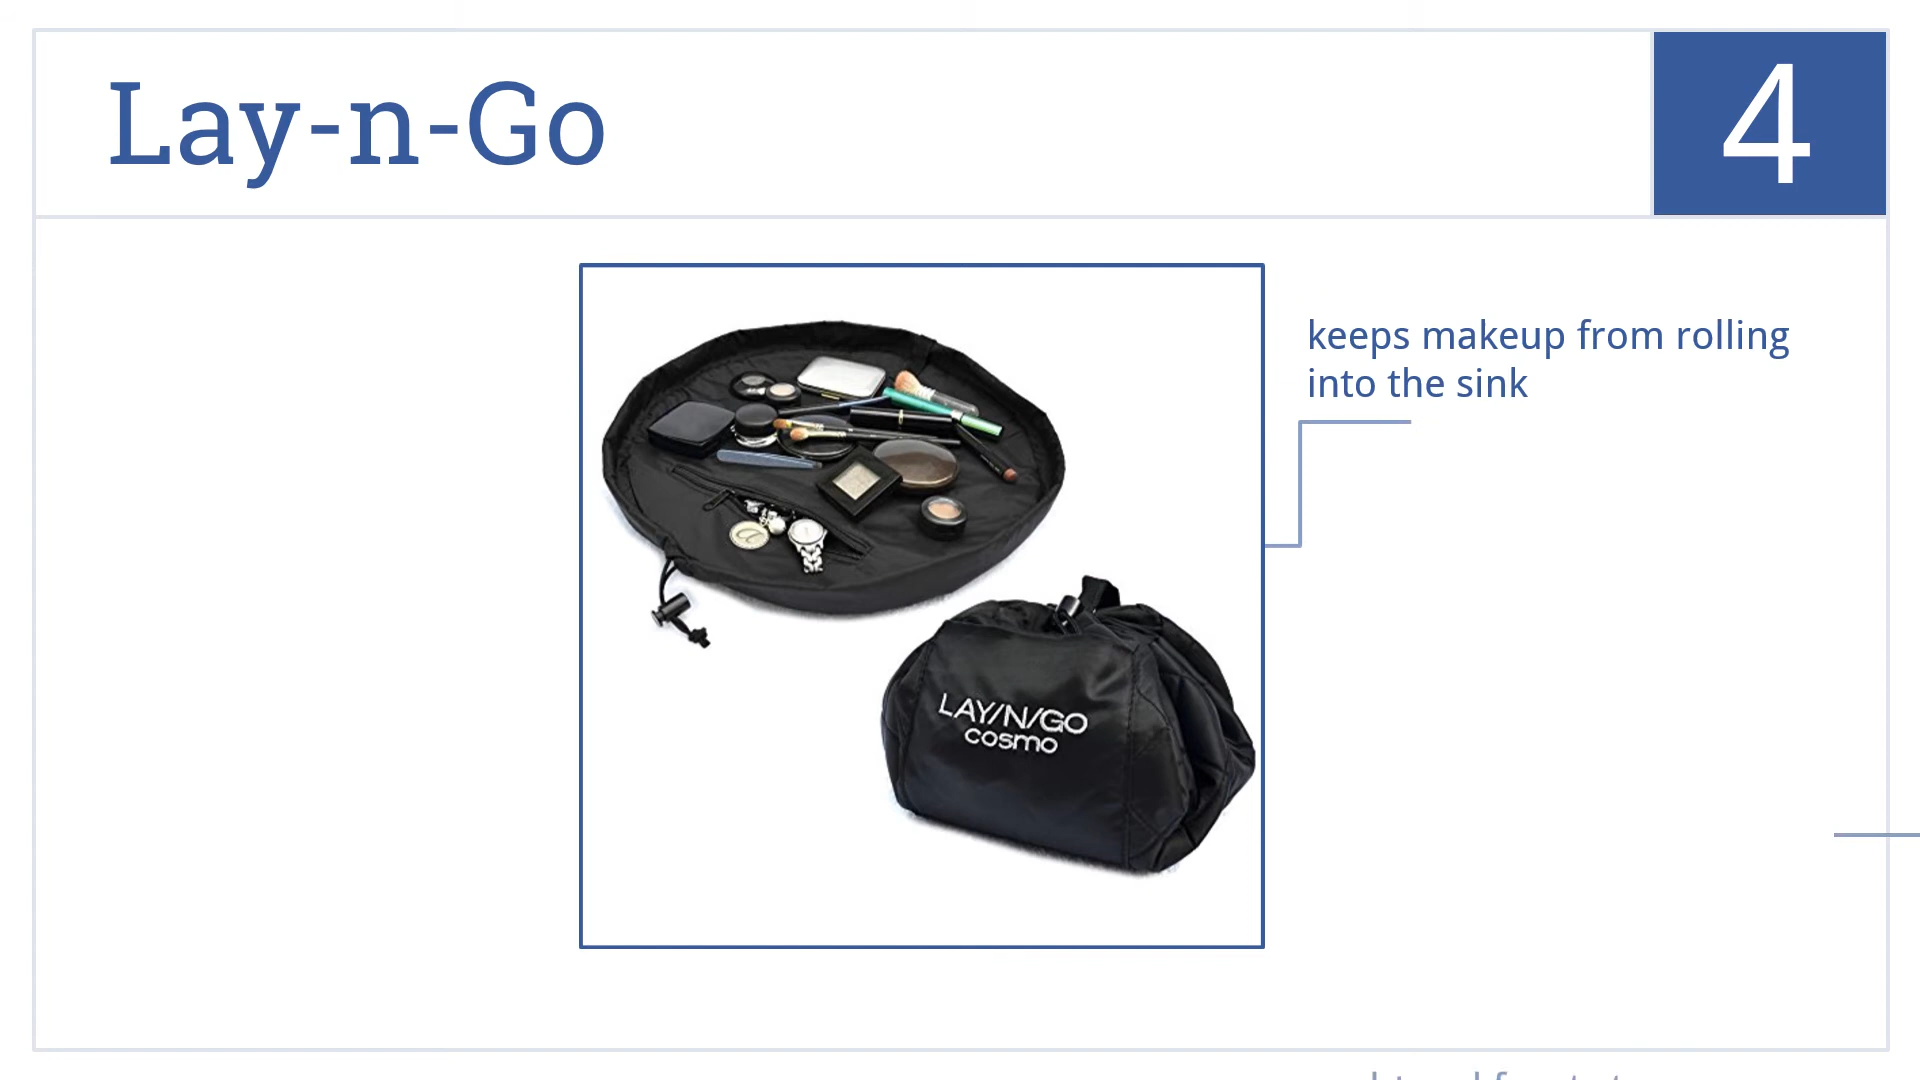 Lay-n-Go
4
keeps makeup from rolling
into the sink
LAY/N/GO
cosmo